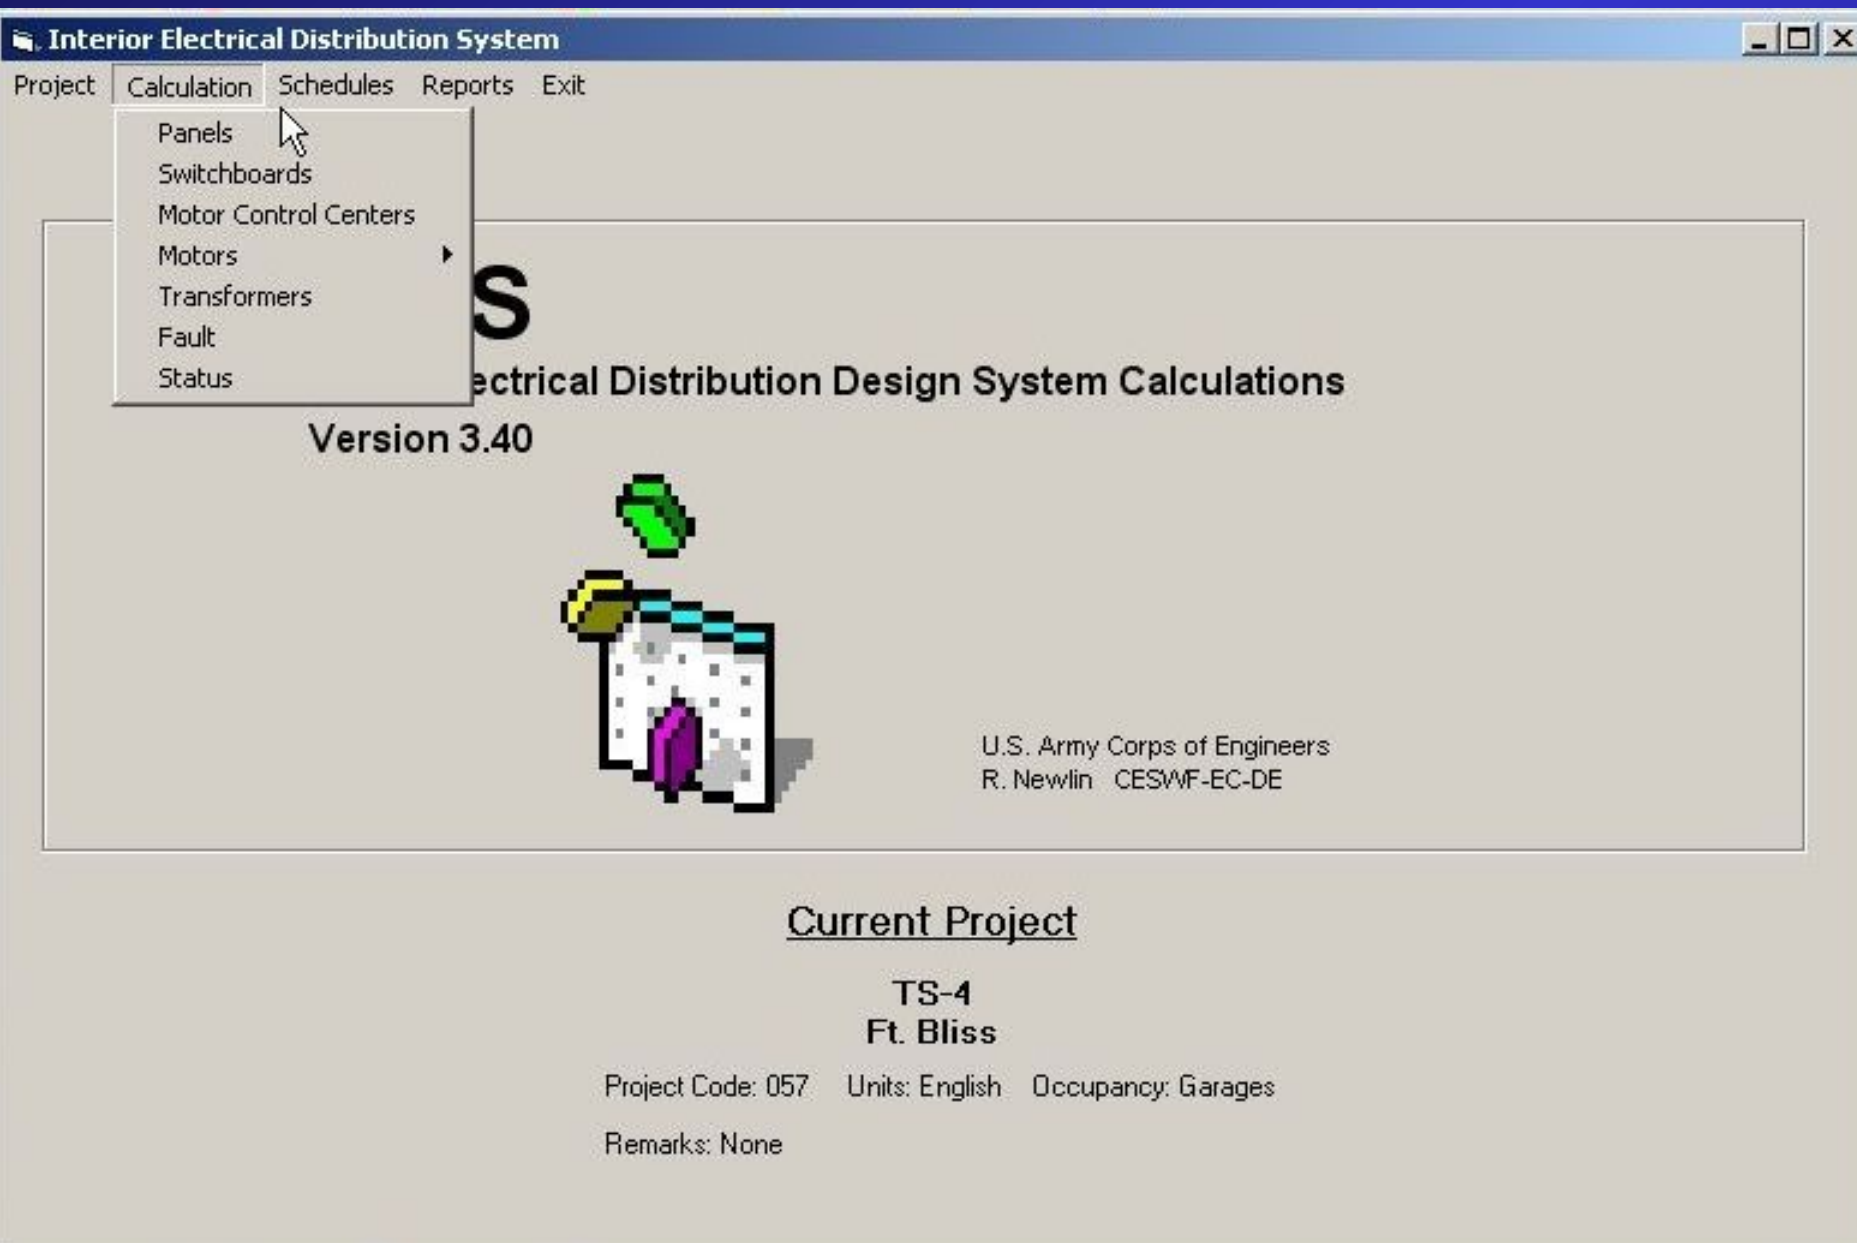 Interior Electrical Distribution System
Project Calculation Schedules Reports Exit
Panels
Switchboards
Motor Control Centers
Motors
Transformers
Fault
Status
S
ectrical Distribution Design System Calculations
Version 3.40
U.S. Army Corps of Engineers
R. Newlin CESWF-EC-DE
Current Project
TS-4
Ft. Bliss
Project Code: 057 Units: English Occupancy: Garages
Remarks: None